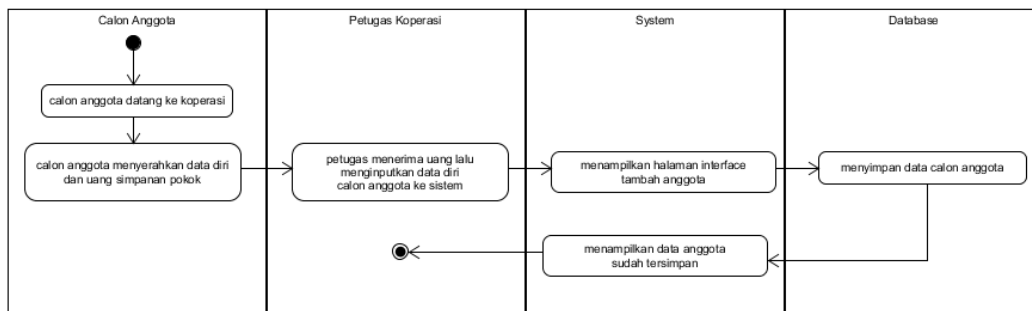 Calon Anggota
Petugas Koperasi
System
Database
calon anggota datang ke koperasi
calon anggota menyerahkan data diri
dan uang simpanan pokok
petugas menerima uang lalu
menginputkan data diri
calon anggota ke sistem
menampilkan halaman interface
tambah anggota
menyimpan data calon anggota
menampilkan data anggota
sudah tersimpan